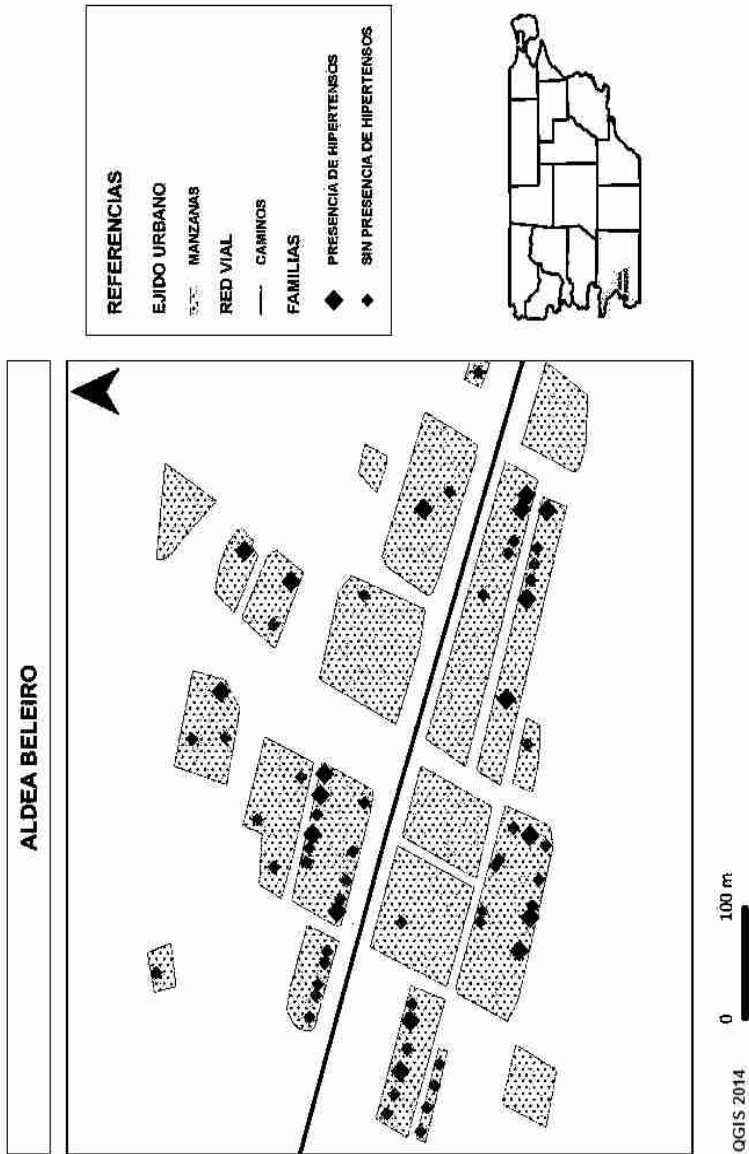 ALDEA BELEIRO
REFERENCIAS
EJIDO URBANO
MANZANAS
RED VIAL
CAMINOS
FAMILIAS
PRESENCIA DE HIPERTENSOS
SIN PRESENCIA DE HIPERTENSOS
0 100 m
QGIS 2014